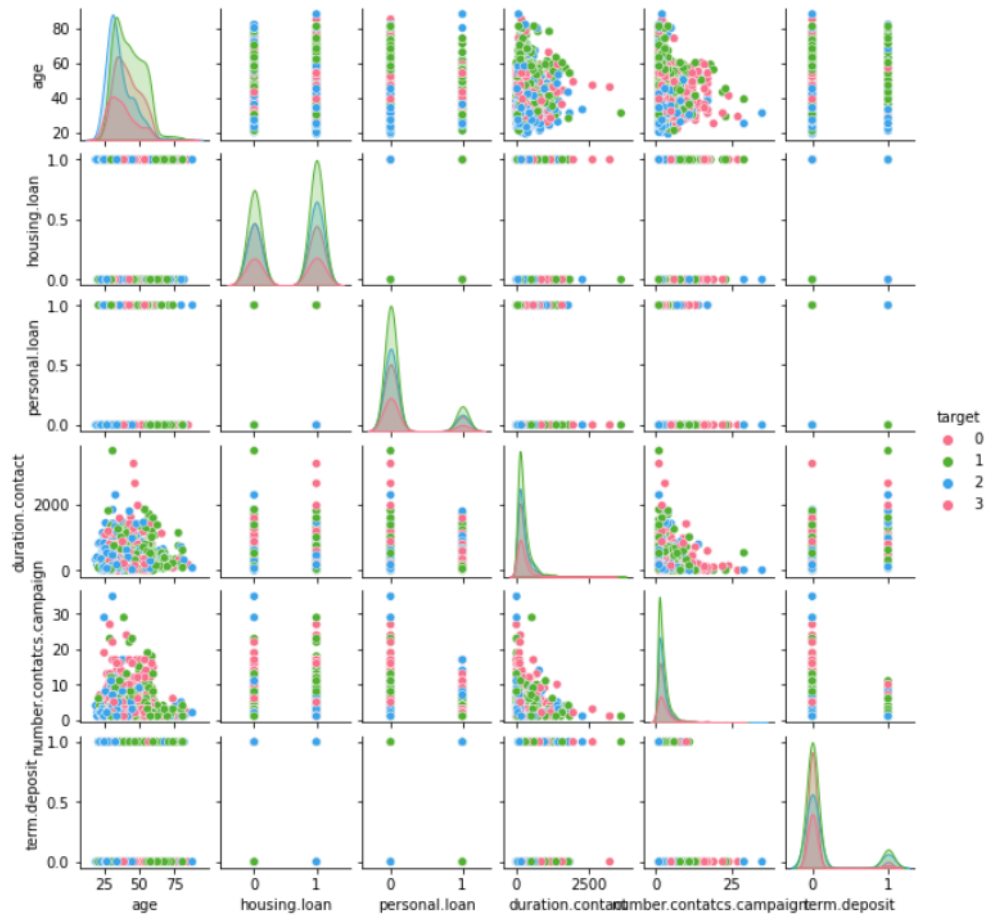 80
60
40
20
age
1.0
0.5
0.0
housing.loan
1.0
0.5
0.0
personal.loan
2000
0
duration.contact
30
20
10
0
number.contatcs.campaign
1.0
0.5
0.0
term.deposit
25 50 75
age
0 1
housing.loan
0 1
personal.loan
0 2500
duration.contact
0 25
number.contatcs.campaign
0 1
term.deposit
target
0
1
2
3